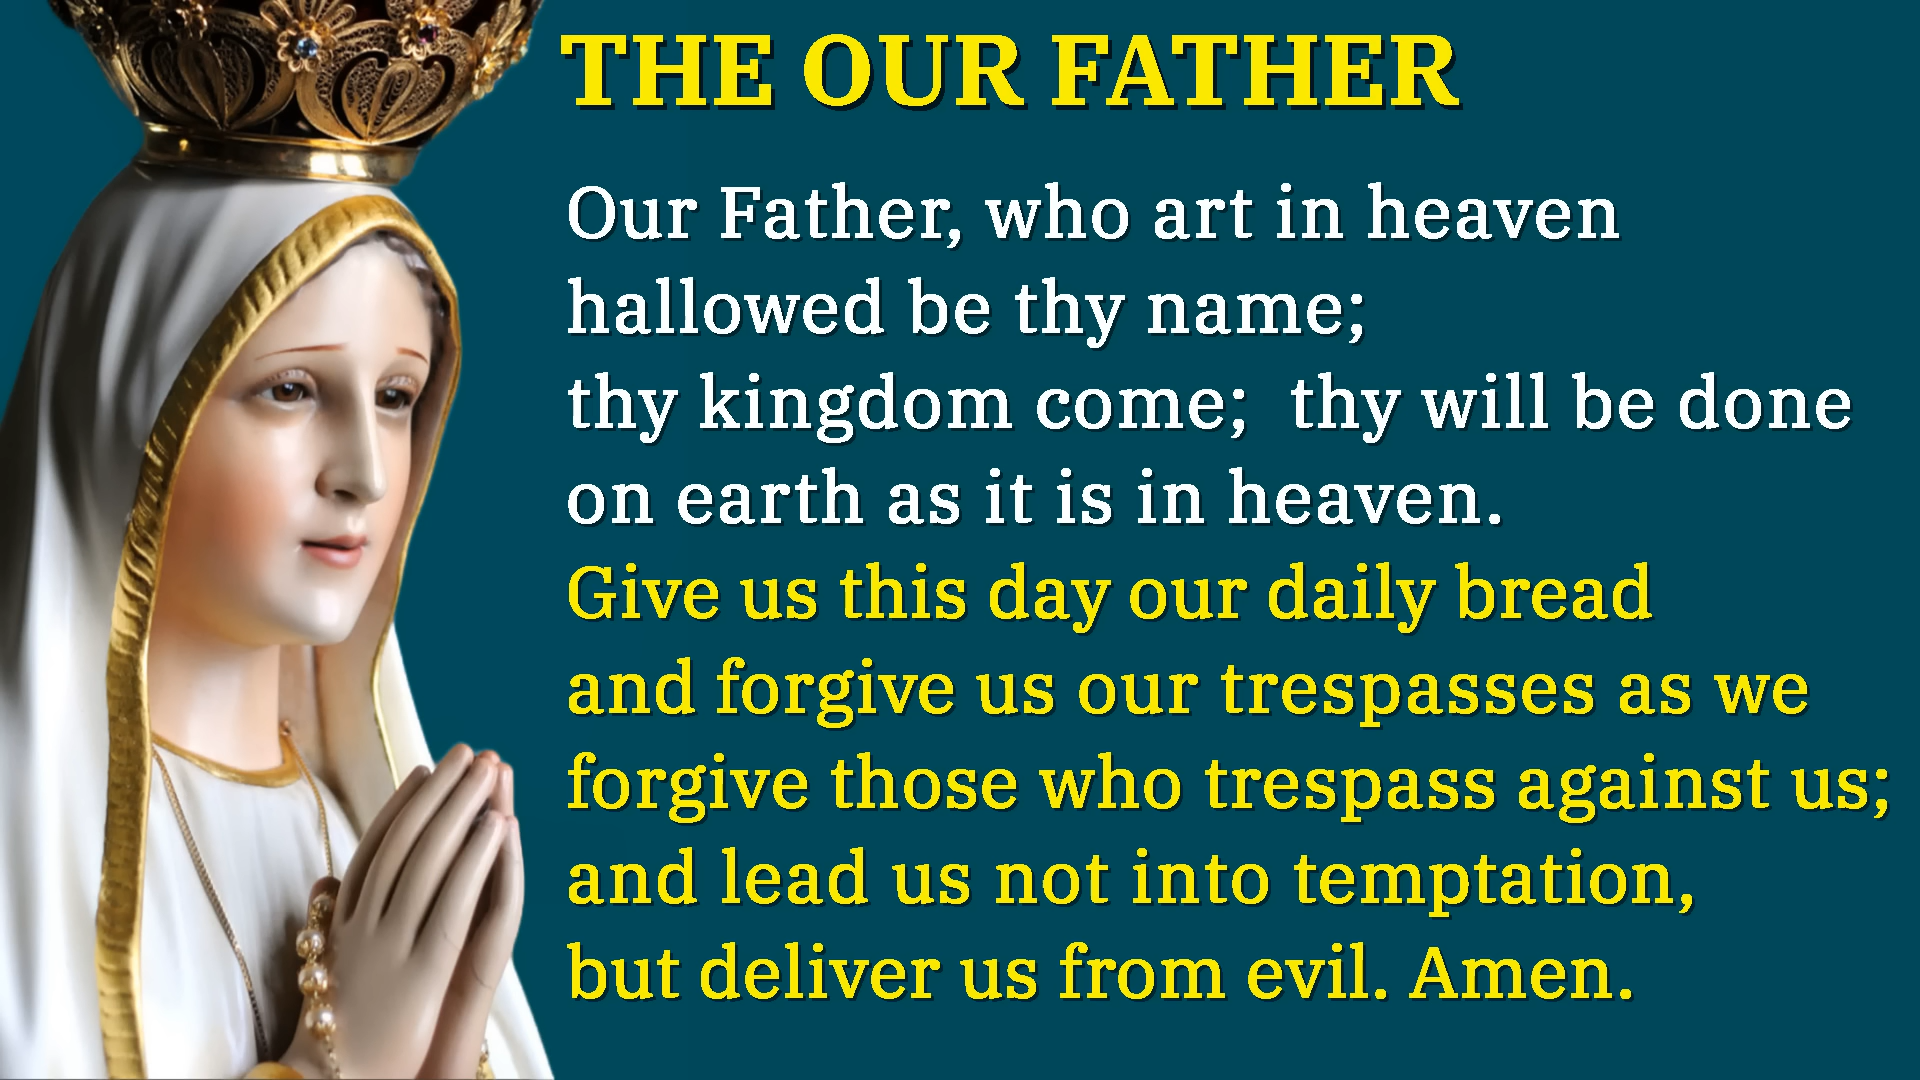 THE OUR FATHER
Our Father, who art in heaven
hallowed be thy name;
thy kingdom come;  thy will be done
on earth as it is in heaven.
Give us this day our daily bread
and forgive us our trespasses as we
forgive those who trespass against us;
and lead us not into temptation,
but deliver us from evil. Amen.